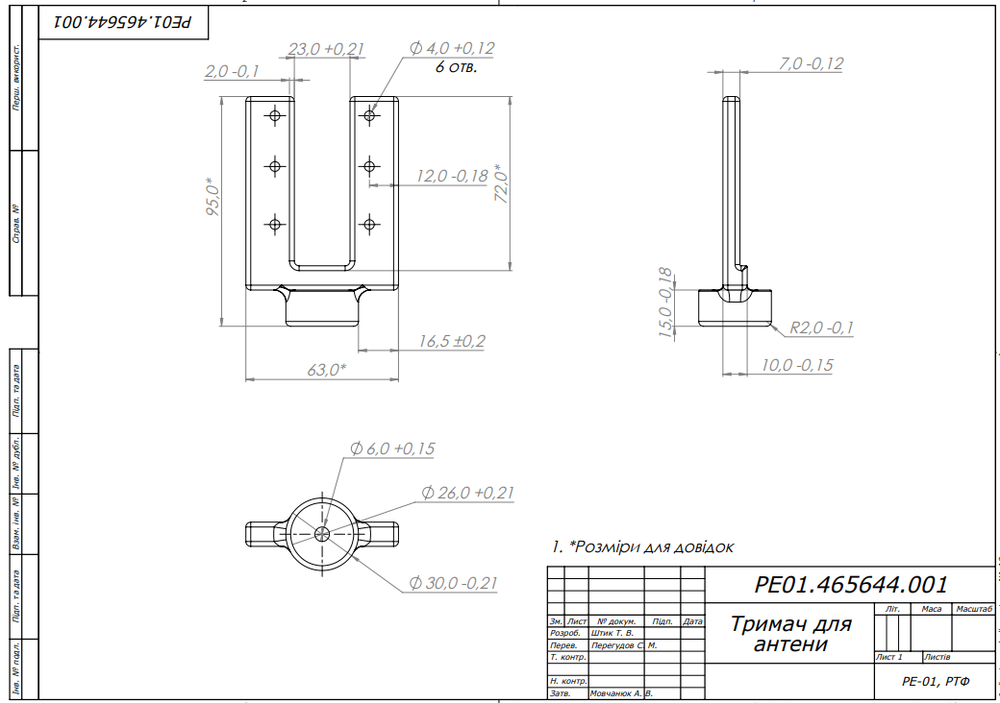 РЕ01.465644.001
Перш. використ.
Справ. №
Підп. та дата
Інв. № дубл.
Взам. інв. №
Підп. та дата
Інв. № подл.
23,0 +0,21
2,0 -0,1
⌀ 4,0 +0,12
6 отв.
95,0*
12,0 -0,18
72,0*
16,5 ±0,2
63,0*
7,0 -0,12
15,0 -0,18
R2,0 -0,1
10,0 -0,15
⌀ 6,0 +0,15
⌀ 26,0 +0,21
⌀ 30,0 -0,21
1. *Розміри для довідок
РЕ01.465644.001
Зм. Лист № докум. Підп. Дата
Розроб. Штик Т. В.
Перев. Перегудов С. М.
Т. контр.
Н. контр.
Затв. Мовчанюк А. В.
Тримач для
антени
Літ. Маса Масштаб
Лист 1 Листів
РЕ-01, РТФ